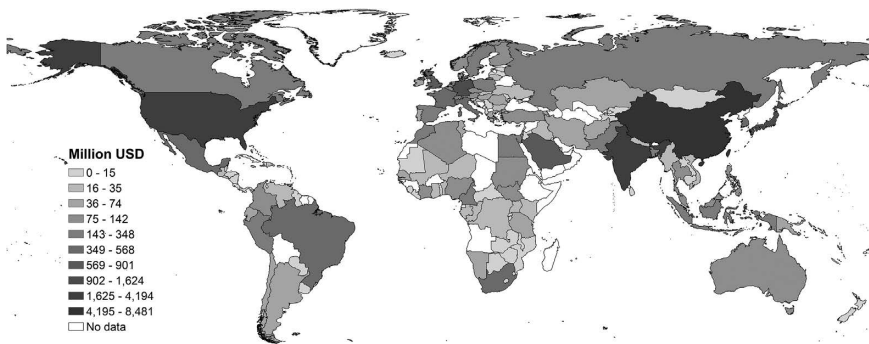 Million USD
0 - 15
16 - 35
36 - 74
75 - 142
143 - 348
349 - 568
569 - 901
902 - 1,624
1,625 - 4,194
4,195 - 8,481
No data